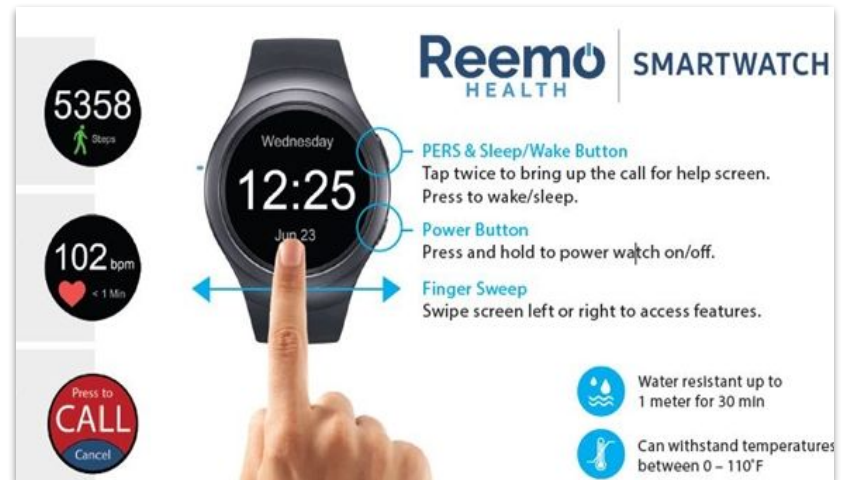 5358
Steps
102 bpm
< 1 Min
Press to
CALL
Cancel
Wednesday
12:25
Jun 23
Reemo
HEALTH
SMARTWATCH
PERS & Sleep/Wake Button
Tap twice to bring up the call for help screen.
Press to wake/sleep.
Power Button
Press and hold to power watch on/off.
Finger Sweep
Swipe screen left or right to access features.
Water resistant up to
1 meter for 30 min
Can withstand temperatures
between 0 – 110°F